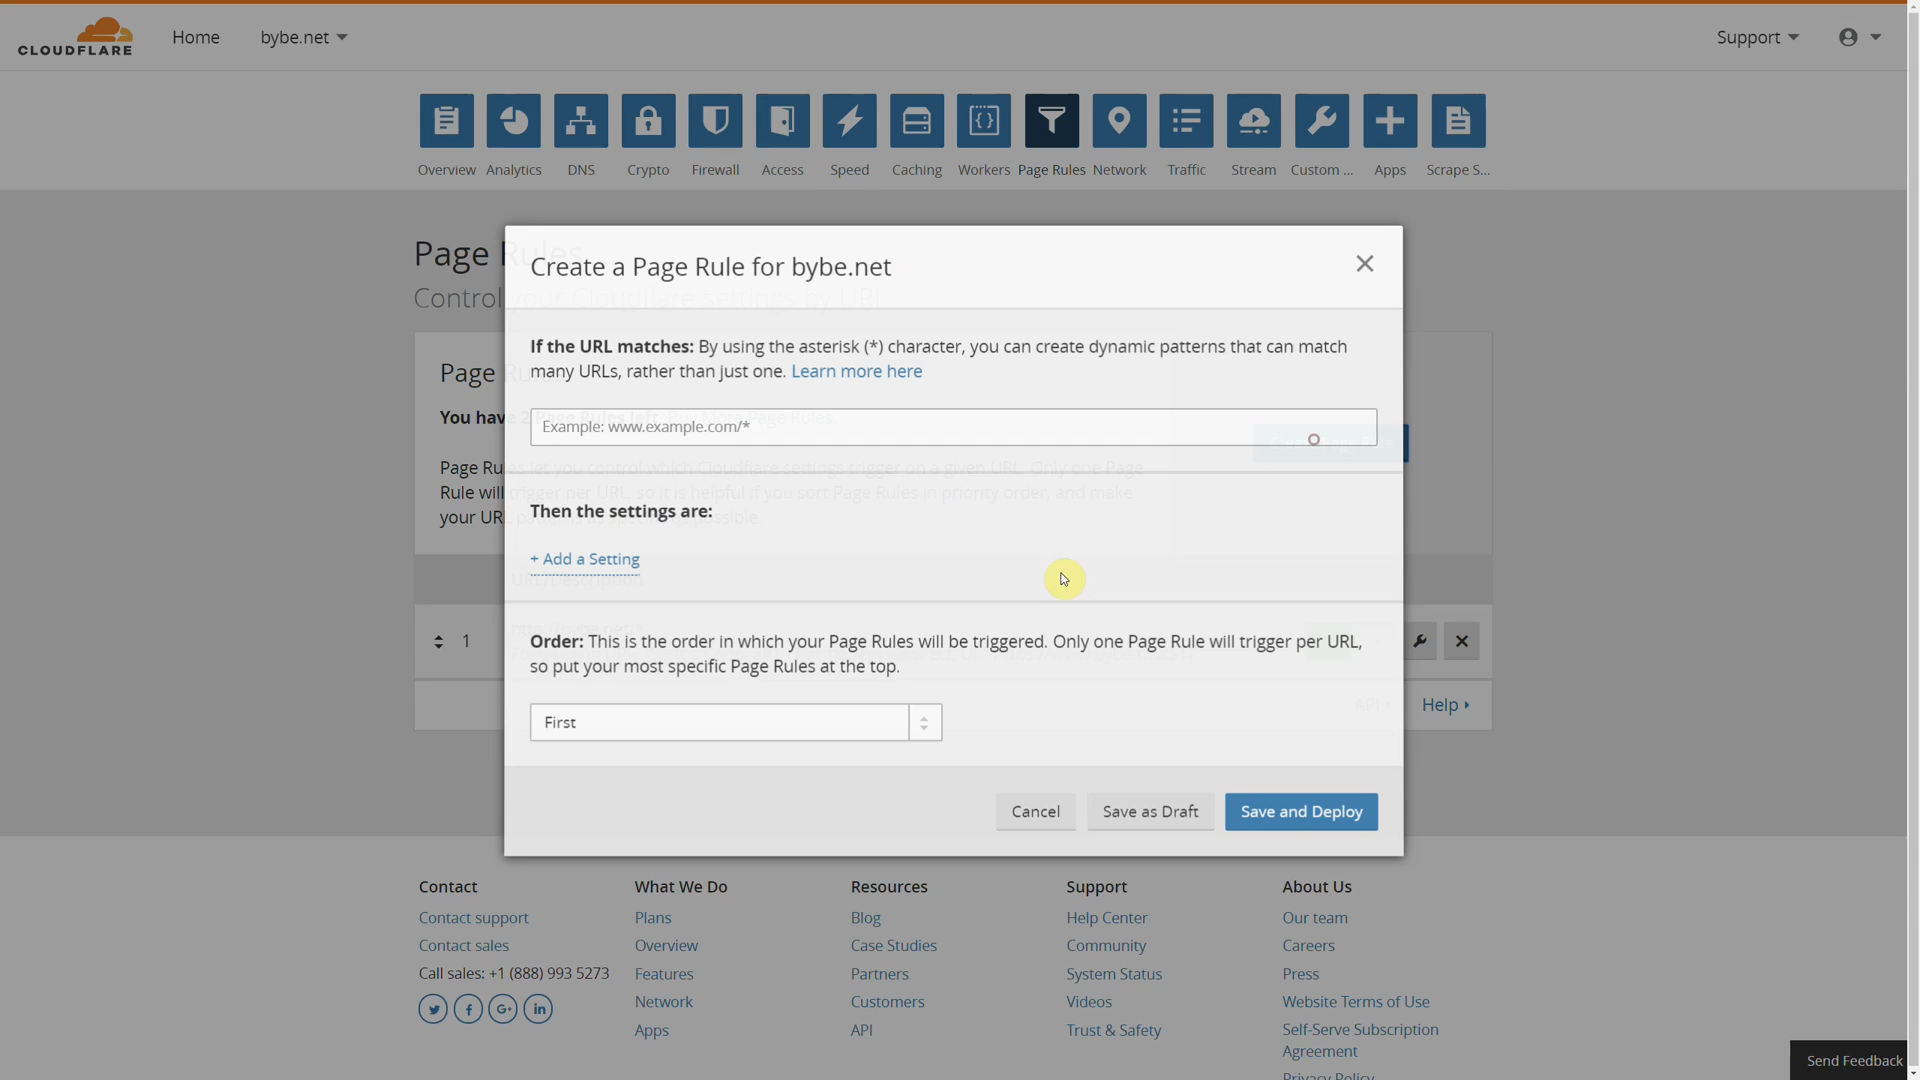 CLOUDFLARE
Home
bybe.net
Support
Overview
Analytics
DNS
Crypto
Firewall
Access
Speed
Caching
Workers
Page Rules
Network
Traffic
Stream
Custom ...
Apps
Scrape S...
Page Rules
Control your Cloudflare settings by URL
Create a Page Rule for bybe.net
If the URL matches: By using the asterisk (*) character, you can create dynamic patterns that can match
many URLs, rather than just one. Learn more here
Page Rules
You have 2 Page Rules left. Buy More Page Rules.
Example: www.example.com/*
Page Rules let you control which Cloudflare settings trigger on a given URL. Only one Page
Rule will trigger per URL, so it is helpful if you sort Page Rules in priority order, and make
your URL patterns as specific as possible.
Then the settings are:
+ Add a Setting
URL/Description
1
Order: This is the order in which your Page Rules will be triggered. Only one Page Rule will trigger per URL,
so put your most specific Page Rules at the top.
First
API
Help
Cancel
Save as Draft
Save and Deploy
Contact
Contact support
Contact sales
Call sales: +1 (888) 993 5273
What We Do
Plans
Overview
Features
Network
Apps
Resources
Blog
Case Studies
Partners
Customers
API
Support
Help Center
Community
System Status
Videos
Trust & Safety
About Us
Our team
Careers
Press
Website Terms of Use
Self-Serve Subscription
Agreement
Privacy Policy
Send Feedback